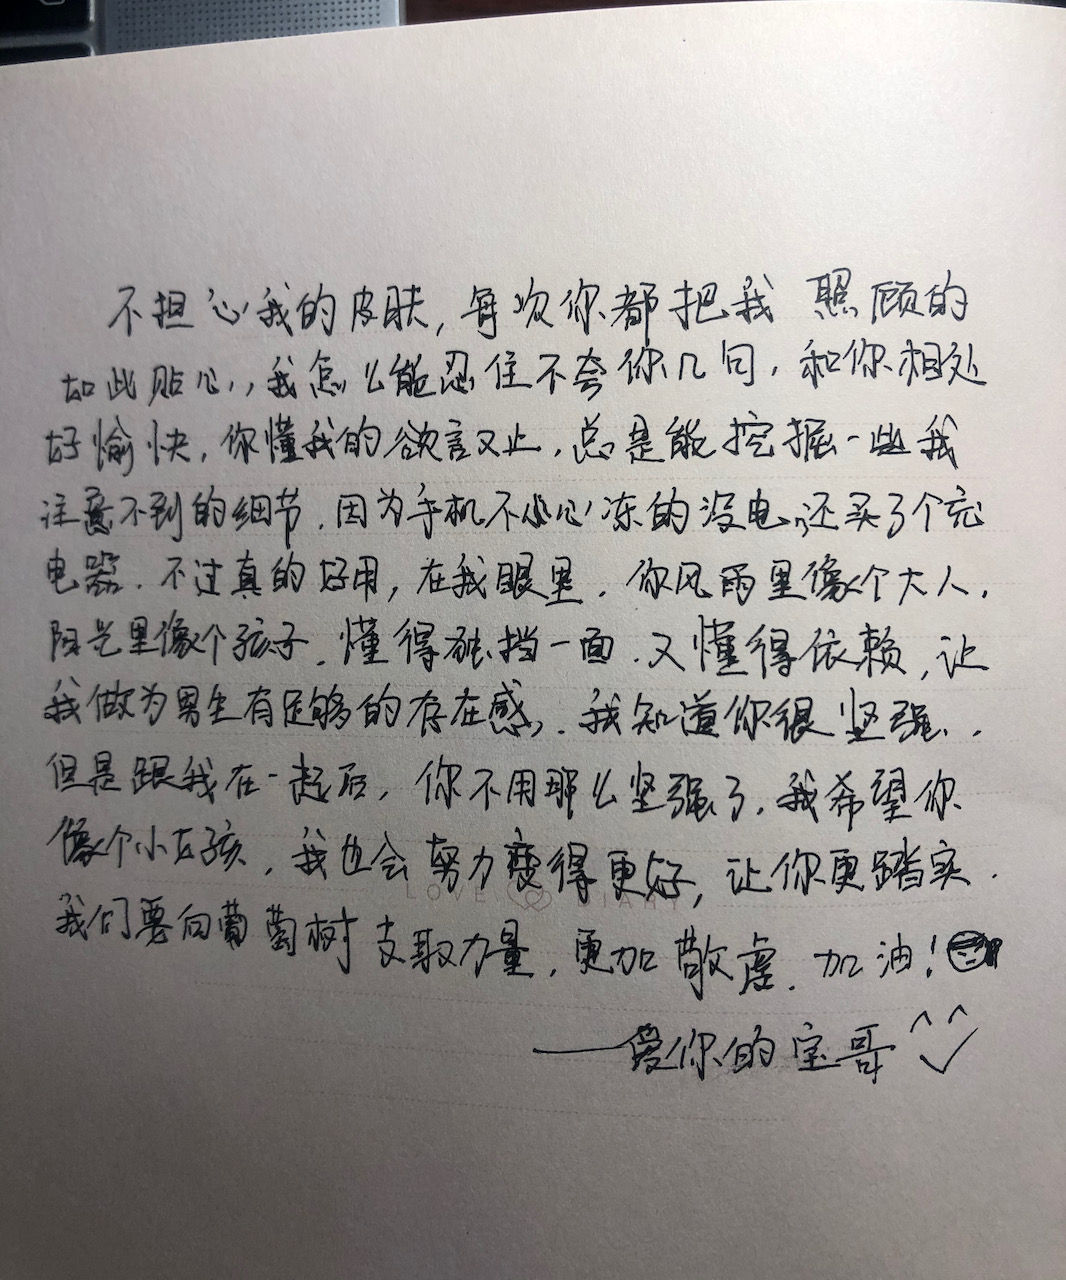 不担心我的皮肤，每次你都把我照顾的
如此贴心，我怎么能忍住不夸你几句，和你相处
好愉快，你懂我的欲言又止，总是能挖掘一些我
注意不到的细节，因为手机不小心冻的没电，还买了个充
电器．不过真的好用，在我眼里，你风雨里像个大人，
阳光里像个孩子．懂得独挡一面．又懂得依赖，让
我做为男生有足够的存在感，我知道你很坚强，
但是跟我在一起后，你不用那么坚强了，我希望你
像个小女孩，我也会努力变得更好，让你更踏实．
LOVE DIARY
我们要向葡萄树支取力量，更加敬虔．加油！
——爱你的宝哥^^